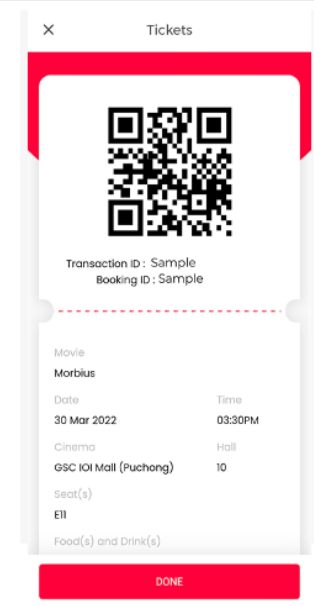 Tickets
Transaction ID : Sample
Booking ID : Sample
Movie
Morbius
Date Time
30 Mar 2022 03:30PM
Cinema Hall
GSC IOI Mall (Puchong) 10
Seat(s)
E11
Food(s) and Drink(s)
DONE